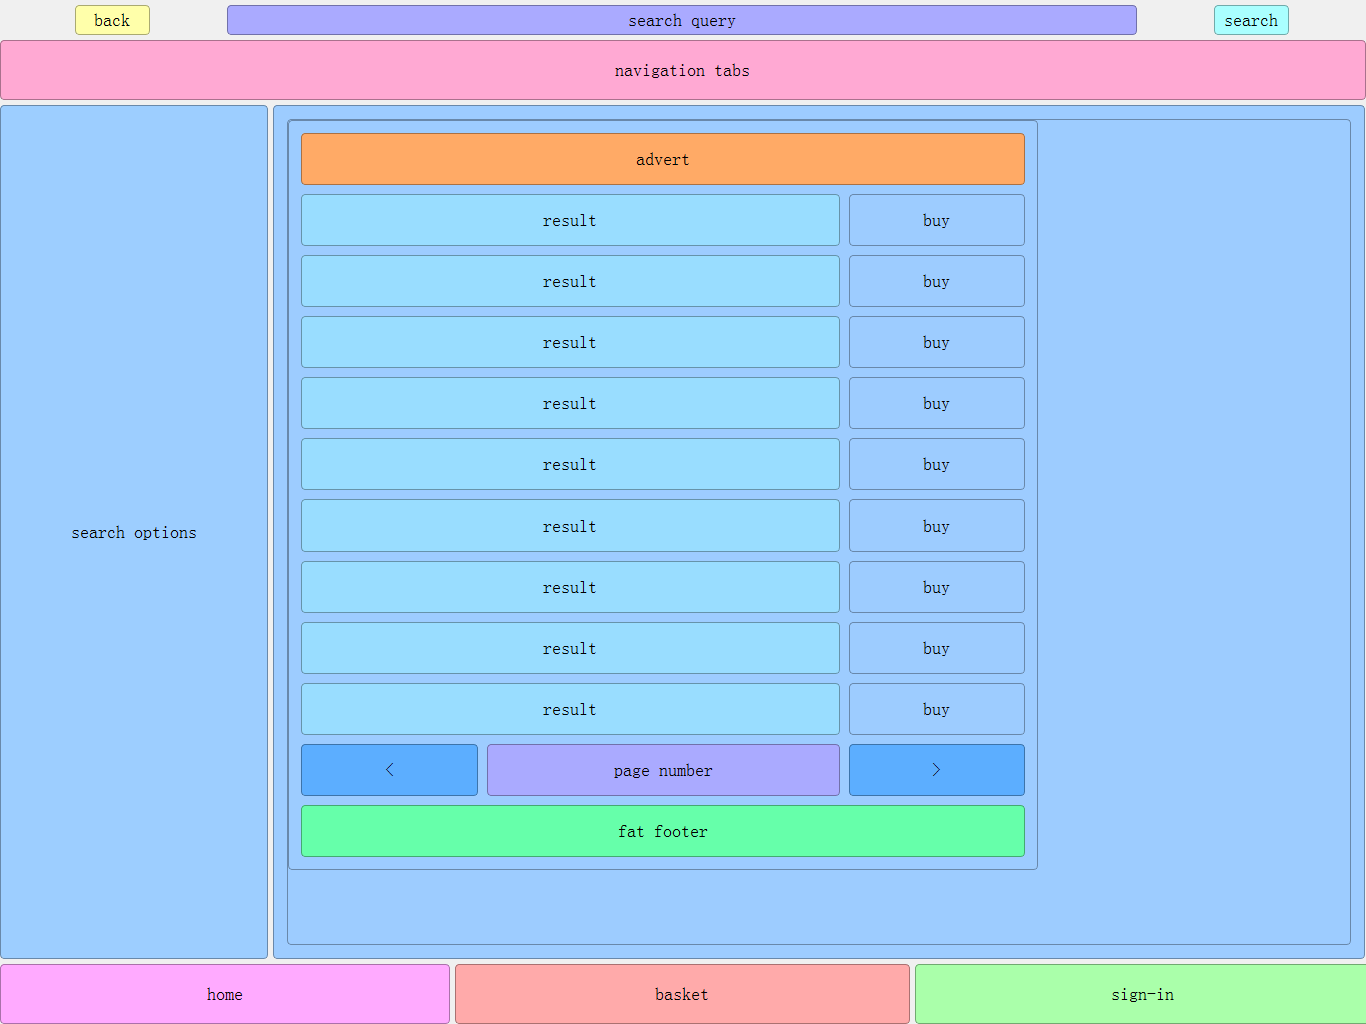 back
search query
search
navigation tabs
search options
advert
result
buy
result
buy
result
buy
result
buy
result
buy
result
buy
result
buy
result
buy
result
buy
<
page number
>
fat footer
home
basket
sign-in